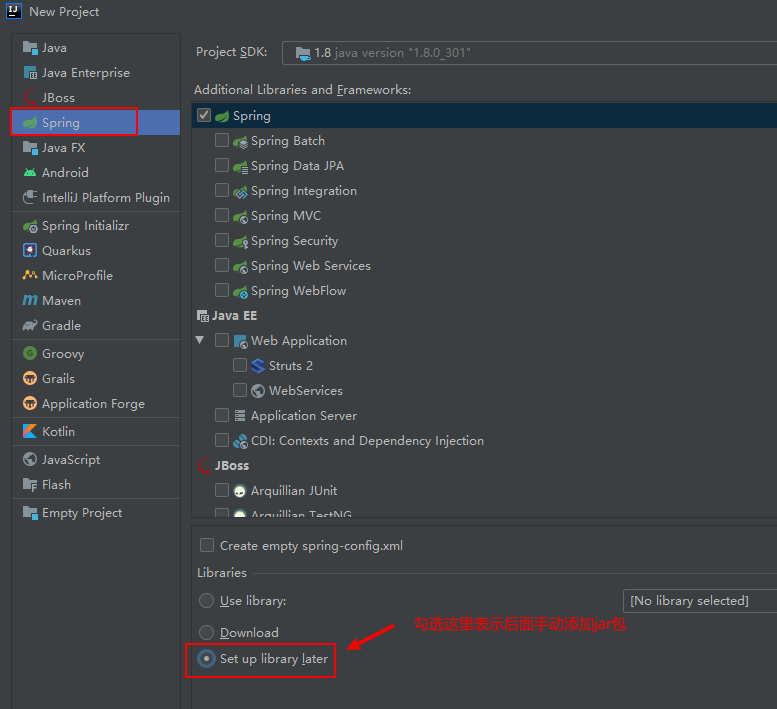 New Project
Java
Java Enterprise
JBoss
Spring
Java FX
Android
IntelliJ Platform Plugin
Spring Initializr
Quarkus
MicroProfile
Maven
Gradle
Groovy
Grails
Application Forge
Kotlin
JavaScript
Flash
Empty Project
Project SDK: 1.8 java version "1.8.0_301"
Additional Libraries and Frameworks:
Spring
Spring Batch
Spring Data JPA
Spring Integration
Spring MVC
Spring Security
Spring Web Services
Spring WebFlow
Java EE
Web Application
Struts 2
WebServices
Application Server
CDI: Contexts and Dependency Injection
JBoss
Arquillian JUnit
Arquillian TestNG
Create empty spring-config.xml
Libraries
Use library: [No library selected]
Download
勾选这里表示后面手动添加jar包
Set up library later